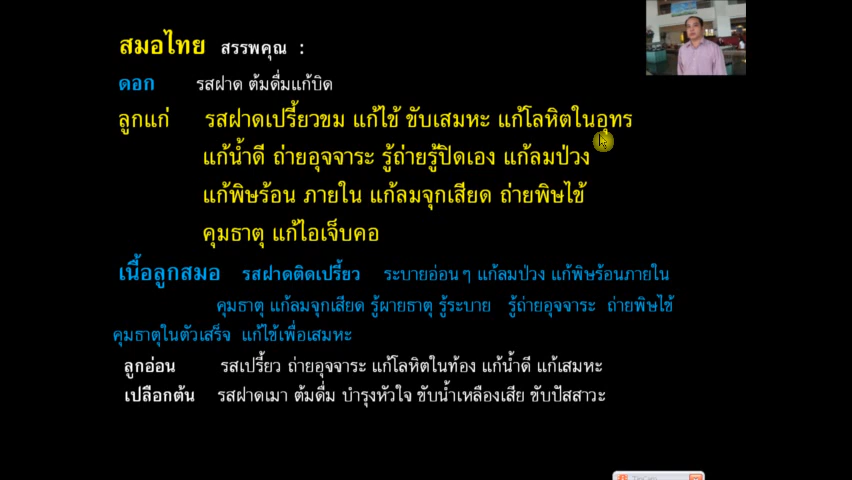 สมอไทย สรรพคุณ :
ดอก รสฝาด ต้มดื่มแก้บิด
ลูกแก่ รสฝาดเปรี้ยวขม แก้ไข้ ขับเสมหะ แก้โลหิตในอุทร
แก้น้ำดี ถ่ายอุจจาระ รู้ถ่ายรู้ปิดเอง แก้ลมป่วง
แก้พิษร้อน ภายใน แก้ลมจุกเสียด ถ่ายพิษไข้
คุมธาตุ แก้ไอเจ็บคอ
เนื้อลูกสมอ รสฝาดติดเปรี้ยว ระบายอ่อนๆ แก้ลมป่วง แก้พิษร้อนภายใน
คุมธาตุ แก้ลมจุกเสียด รู้ผายธาตุ รู้ระบาย รู้ถ่ายอุจจาระ ถ่ายพิษไข้
คุมธาตุในตัวเสร็จ แก้ไข้เพื่อเสมหะ
ลูกอ่อน รสเปรี้ยว ถ่ายอุจจาระ แก้โลหิตในท้อง แก้น้ำดี แก้เสมหะ
เปลือกต้น รสฝาดเมา ต้มดื่ม บำรุงหัวใจ ขับน้ำเหลืองเสีย ขับปัสสาวะ